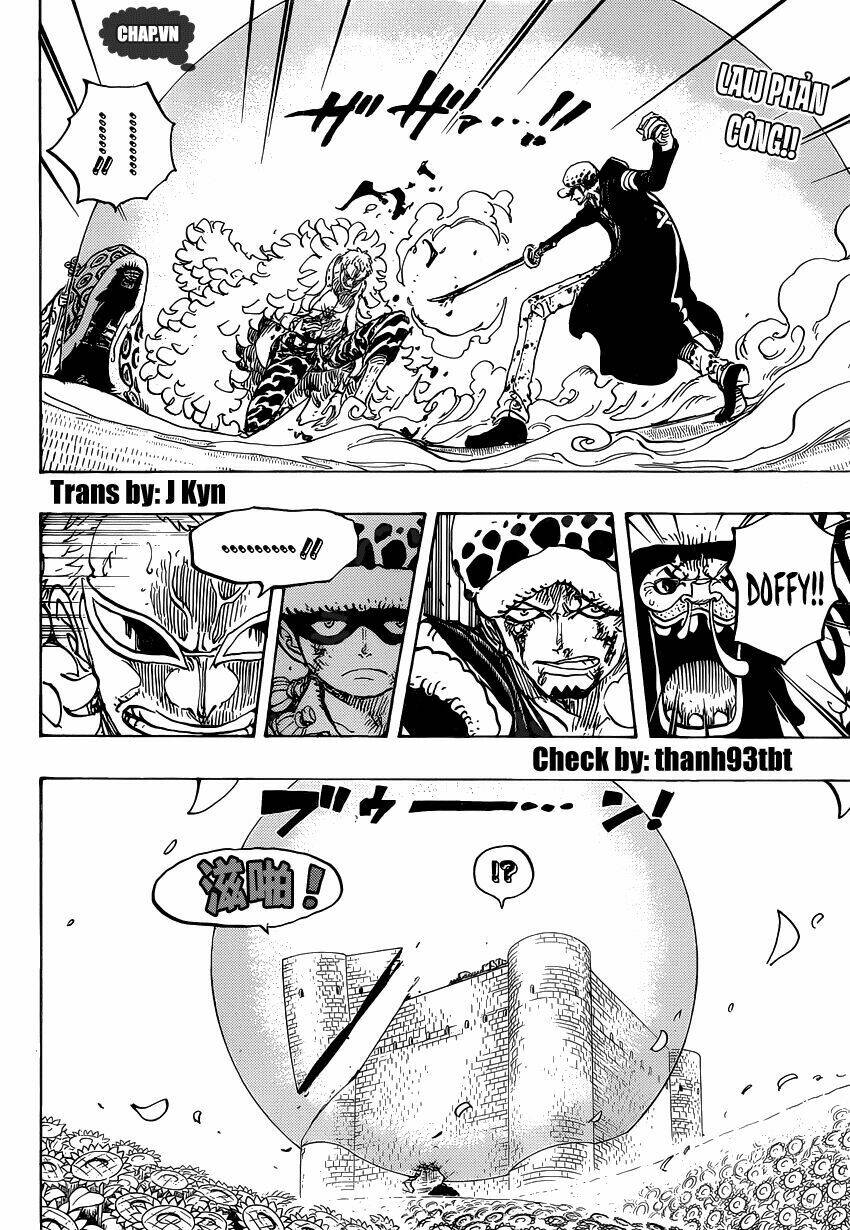 CHAP.VN
LAW PHẢN
CÔNG!!
ザザッ…!!
........ ........ !!
Trans by: J Kyn
DOFFY!!
.......... !!
Check by: thanh93tbt
ブゥーーン!
!?
滋啪！